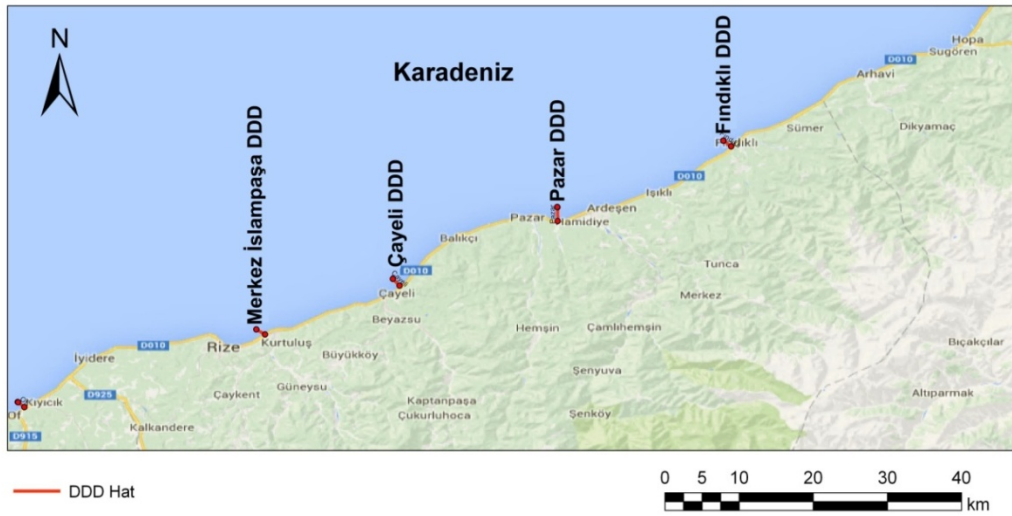 N
Karadeniz
Merkez İslampaşa DDD
Çayeli DDD
Pazar DDD
Fındıklı DDD
Hopa
Sugören
D010
Arhavi
Dikyamaç
Sümer
D010
Işıklı
Ardeşen
Pazar
Hamidiye
Balıkçı
Tunca
Merkez
D010
Çayeli
Beyazsu
Hemşin
Çamlıhemşin
Bıçakçılar
Kurtuluş
Rize
D010
İyidere
Büyükköy
Güneysu
Çaykent
Şenyuva
Altıparmak
D925
Kıyıcık
Of
Kaptanpaşa
Çukurluhoca
Şenköy
Kalkandere
D915
DDD Hat
0 5 10 20 30 40
km